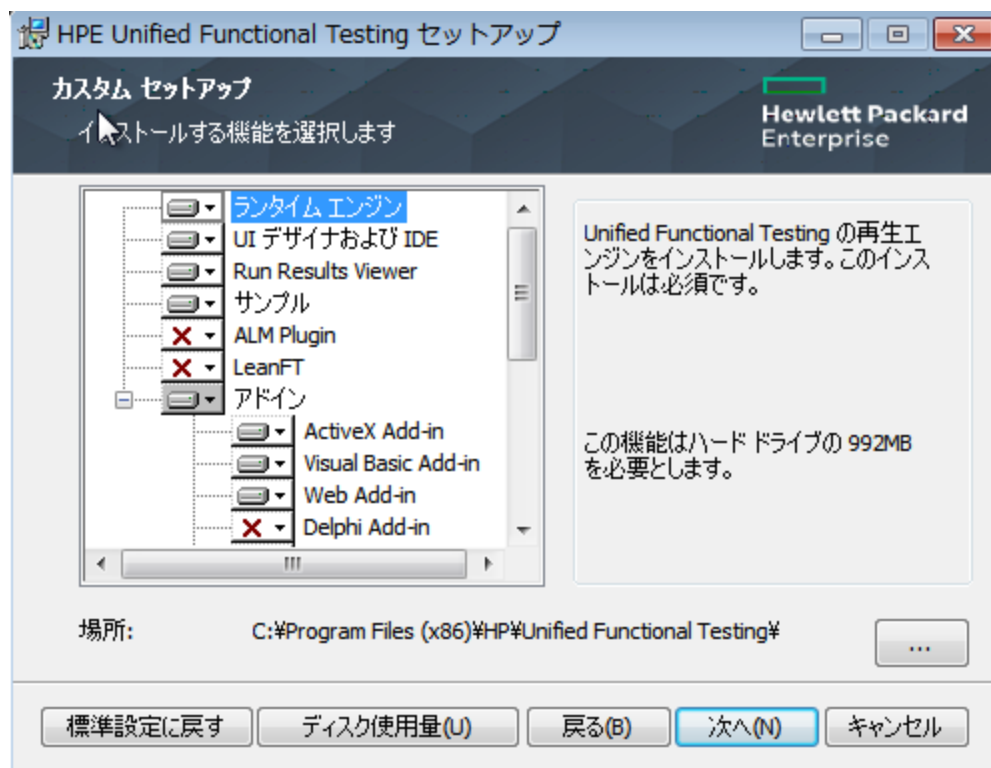 HPE Unified Functional Testing セットアップ
カスタム セットアップ
インストールする機能を選択します
Hewlett Packard
Enterprise
ランタイム エンジン
UI デザイナおよび IDE
Run Results Viewer
サンプル
ALM Plugin
LeanFT
アドイン
ActiveX Add-in
Visual Basic Add-in
Web Add-in
Delphi Add-in
Unified Functional Testing の再生エ
ンジンをインストールします。このインス
トールは必須です。
この機能はハード ドライブの 992MB
を必要とします。
場所:
C:¥Program Files (x86)¥HP¥Unified Functional Testing¥
...
標準設定に戻す
ディスク使用量(U)
戻る(B)
次へ(N)
キャンセル